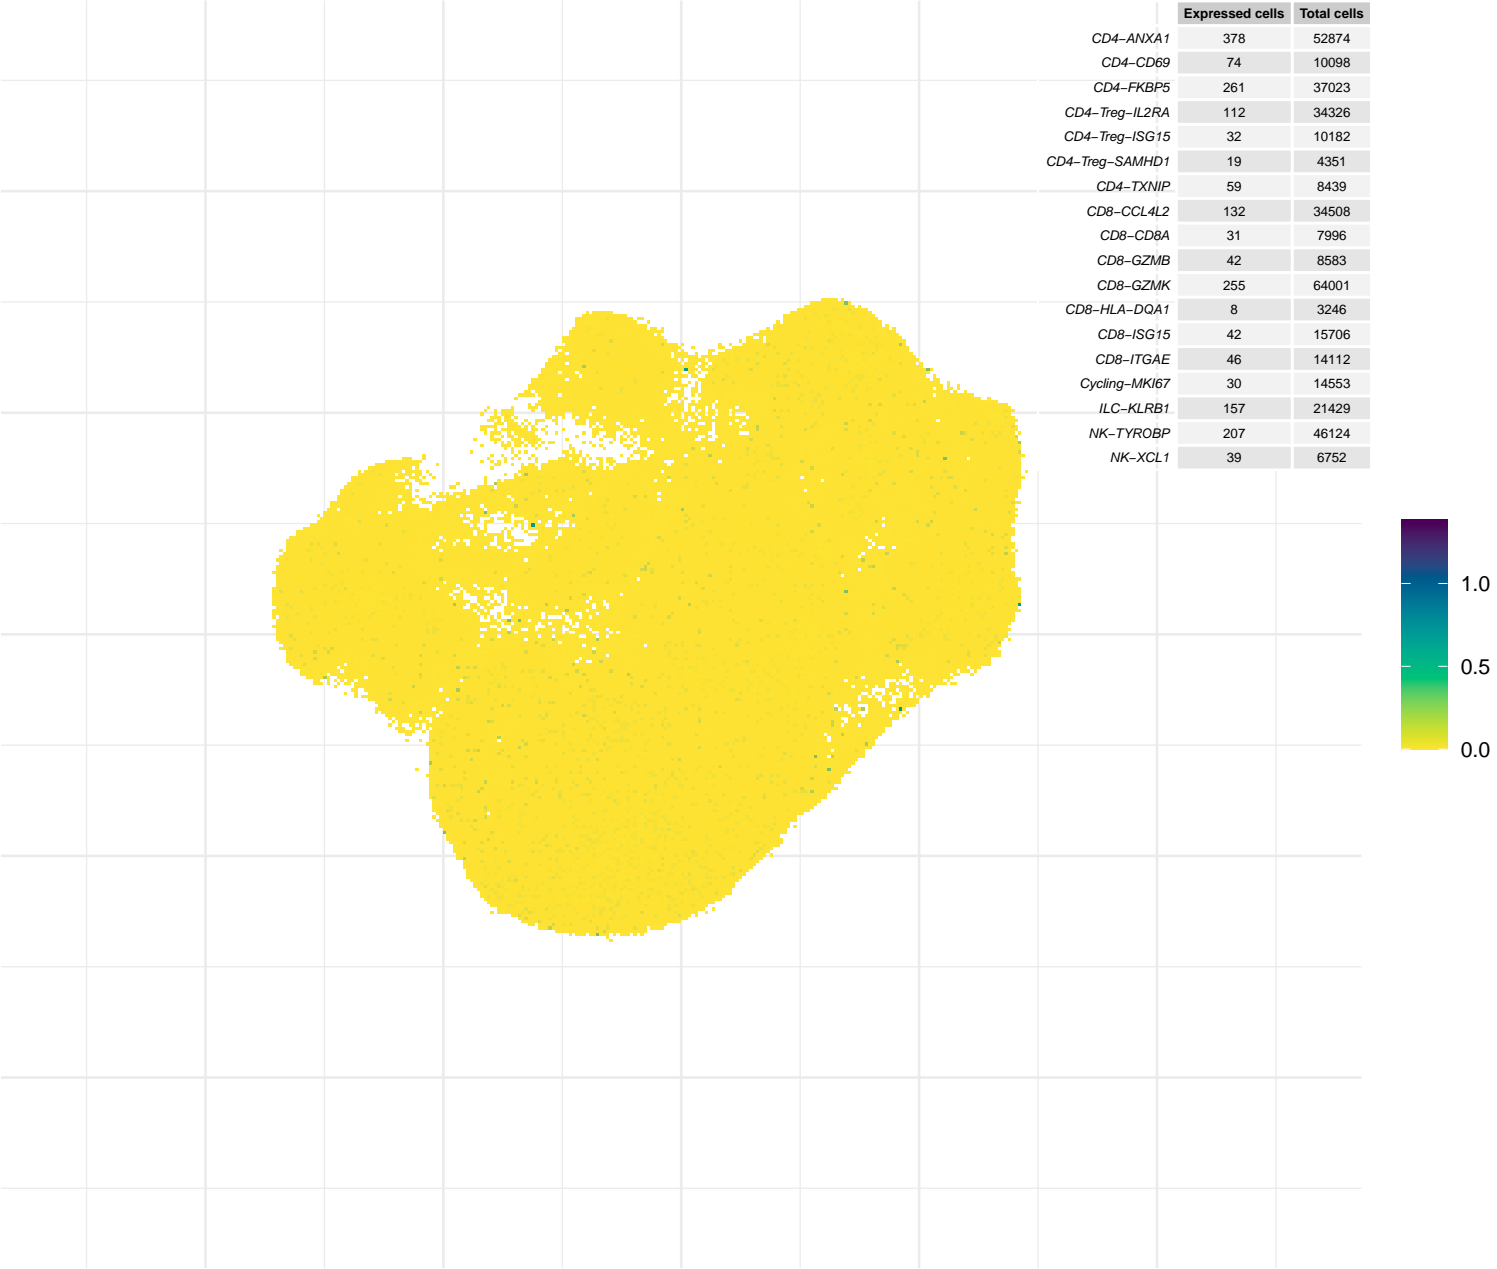 Expressed cells Total cells
CD4−ANXA1 378 52874
CD4−CD69 74 10098
CD4−FKBP5 261 37023
CD4−Treg−IL2RA 112 34326
CD4−Treg−ISG15 32 10182
CD4−Treg−SAMHD1 19 4351
CD4−TXNIP 59 8439
CD8−CCL4L2 132 34508
CD8−CD8A 31 7996
CD8−GZMB 42 8583
CD8−GZMK 255 64001
CD8−HLA−DQA1 8 3246
CD8−ISG15 42 15706
CD8−ITGAE 46 14112
Cycling−MKI67 30 14553
ILC−KLRB1 157 21429
NK−TYROBP 207 46124
NK−XCL1 39 6752
1.0
0.5
0.0